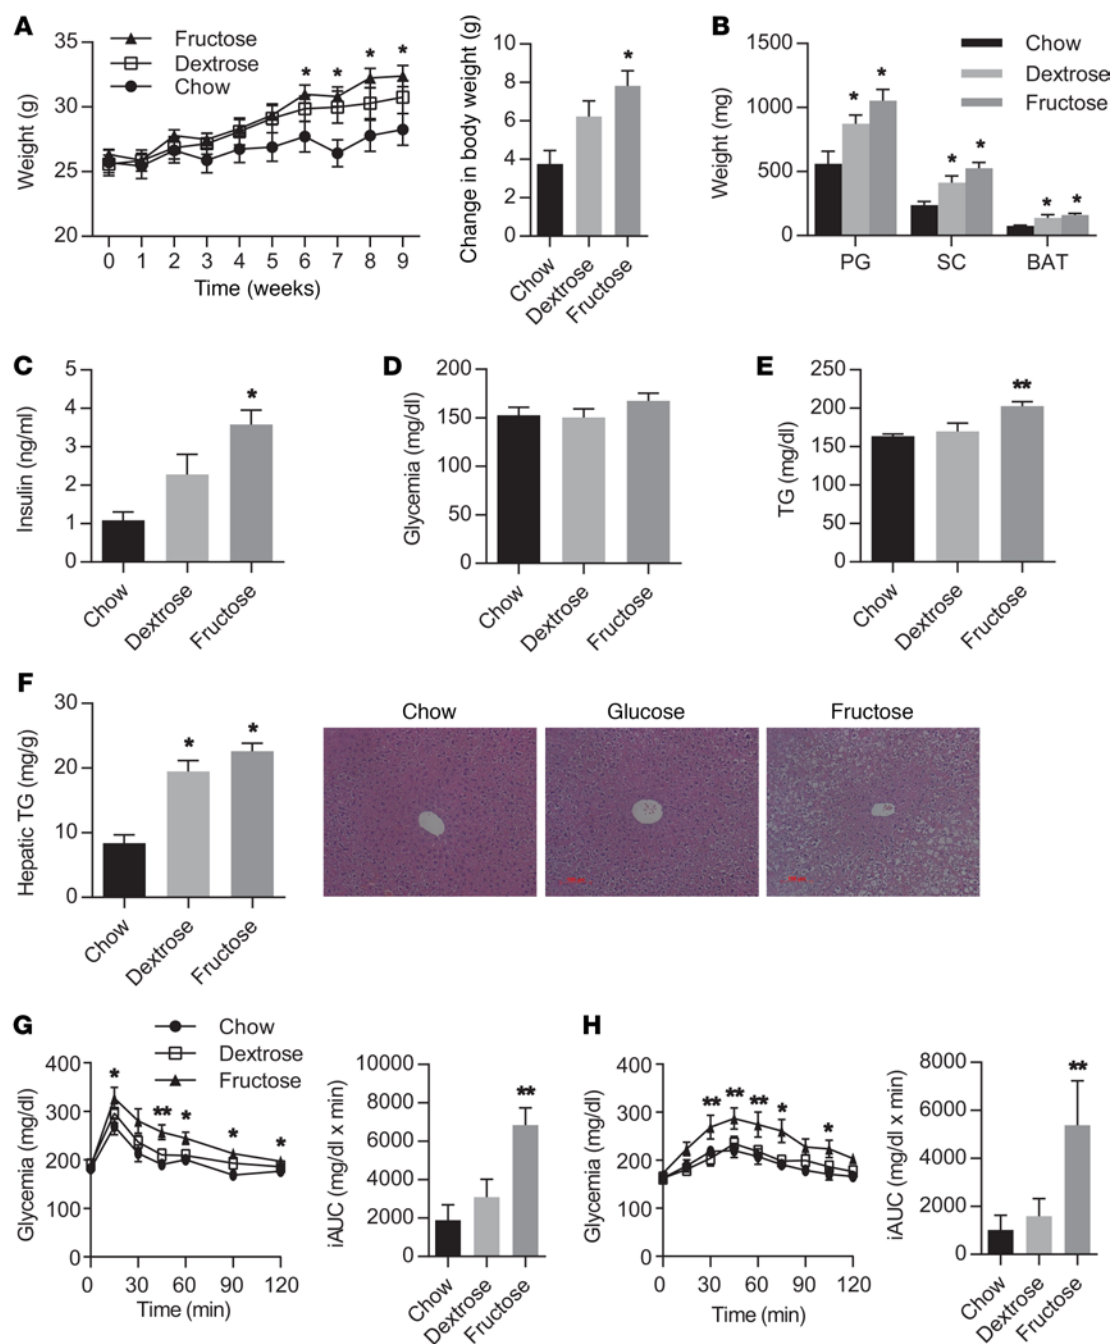 A
35
30
25
20
Weight (g)
Fructose
Dextrose
Chow
* * * *
0 1 2 3 4 5 6 7 8 9
Time (weeks)
10
8
6
4
2
0
Change in body weight (g)
*
Chow
Dextrose
Fructose
B
1500
1000
500
0
Weight (mg)
Chow
Dextrose
Fructose
* *
* *
* *
PG SC BAT
C
5
4
3
2
1
0
Insulin (ng/ml)
*
Chow
Dextrose
Fructose
D
200
150
100
50
0
Glycemia (mg/dl)
Chow
Dextrose
Fructose
E
250
200
150
100
50
0
TG (mg/dl)
**
Chow
Dextrose
Fructose
F
30
20
10
0
Hepatic TG (mg/g)
* *
Chow
Dextrose
Fructose
Chow Glucose Fructose
G
Chow
Dextrose
Fructose
400
300
200
100
0
Glycemia (mg/dl)
* ** * * *
0 30 60 90 120
Time (min)
10000
8000
6000
4000
2000
0
iAUC (mg/dl x min)
**
Chow
Dextrose
Fructose
H
400
300
200
100
0
Glycemia (mg/dl)
** ** ** * *
0 30 60 90 120
Time (min)
8000
6000
4000
2000
0
iAUC (mg/dl x min)
**
Chow
Dextrose
Fructose